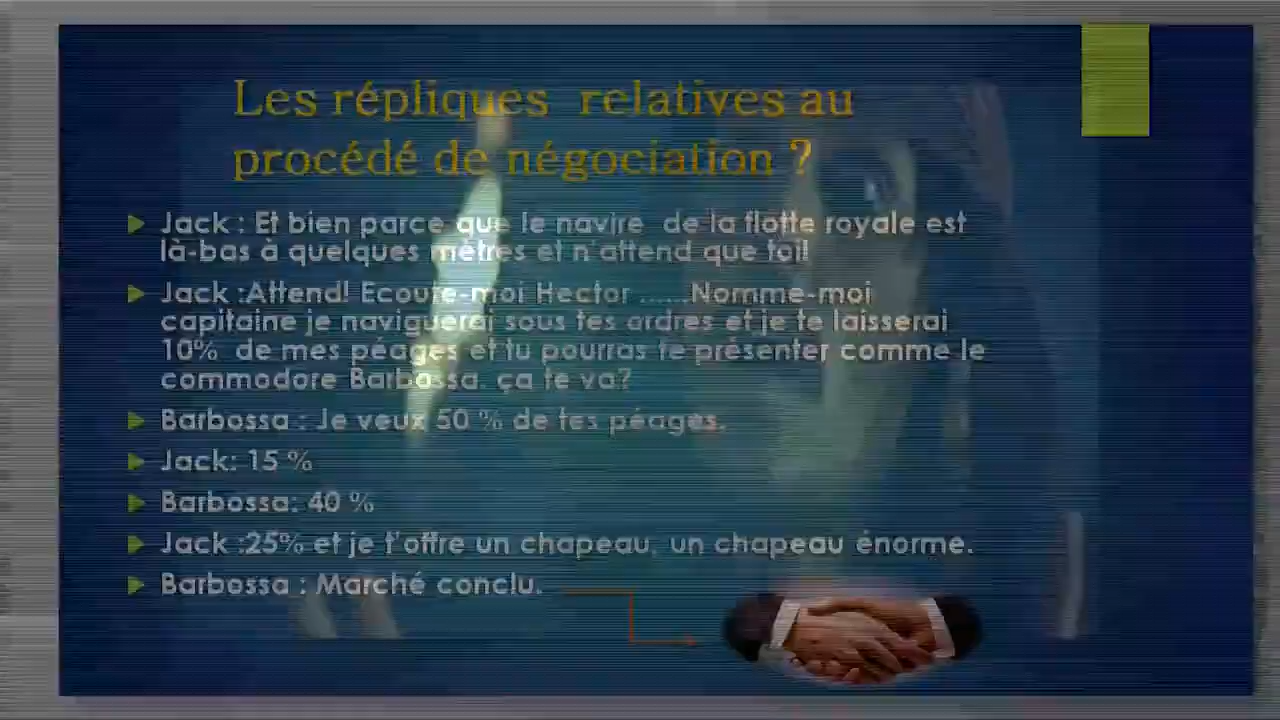 Les répliques relatives au
procédé de négociation ?
Jack : Et bien parce que le navire de la flotte royale est
là-bas à quelques mètres et n'attend que toi!
Jack :Attend! Ecoute-moi Hector ......Nomme-moi
capitaine je naviguerai sous tes ordres et je te laisserai
10% de mes péages et tu pourras te présenter comme le
commodore Barbossa. ça te va?
Barbossa : Je veux 50 % de tes péages.
Jack: 15 %
Barbossa: 40 %
Jack :25% et je t'offre un chapeau, un chapeau énorme.
Barbossa : Marché conclu.